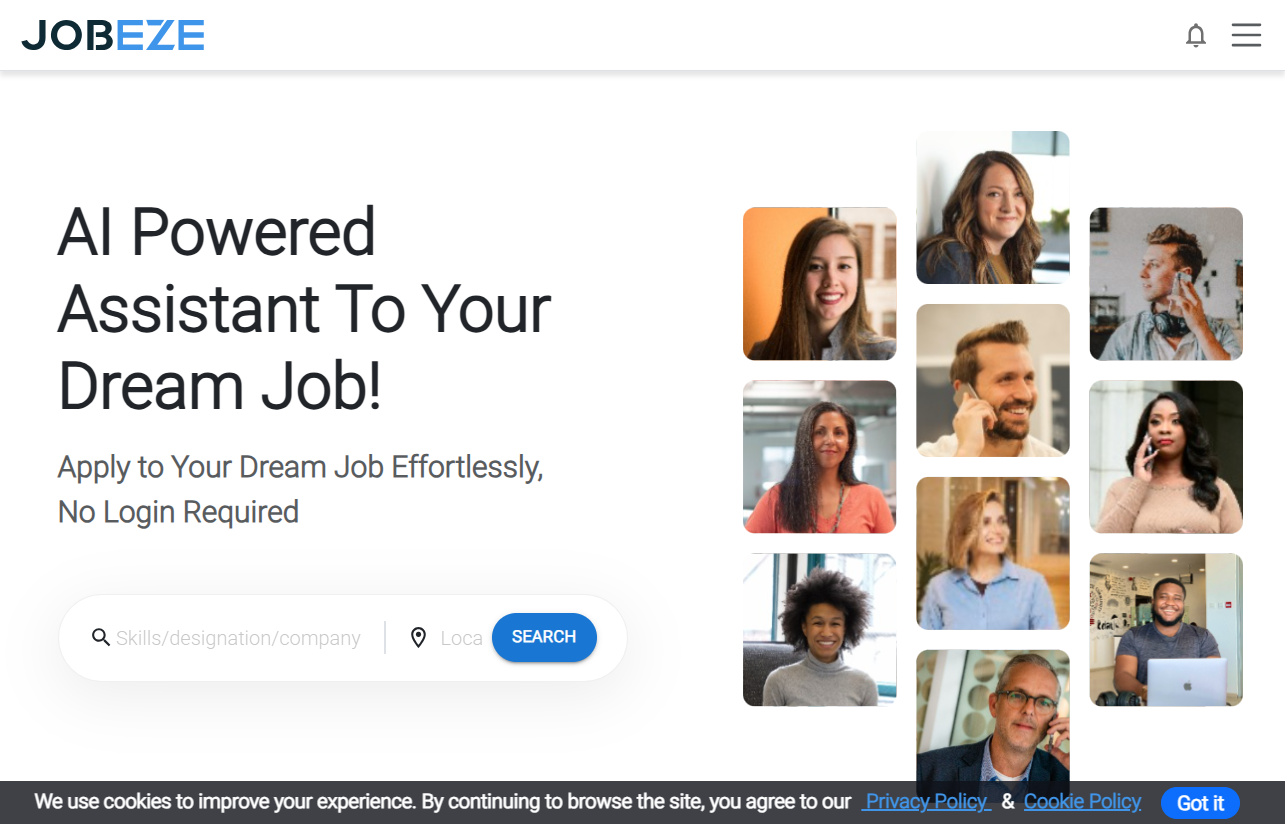 JOBEZE
AI Powered
Assistant To Your
Dream Job!
Apply to Your Dream Job Effortlessly,
No Login Required
Skills/designation/company
Loca
SEARCH
We use cookies to improve your experience. By continuing to browse the site, you agree to our Privacy Policy & Cookie Policy
Got it